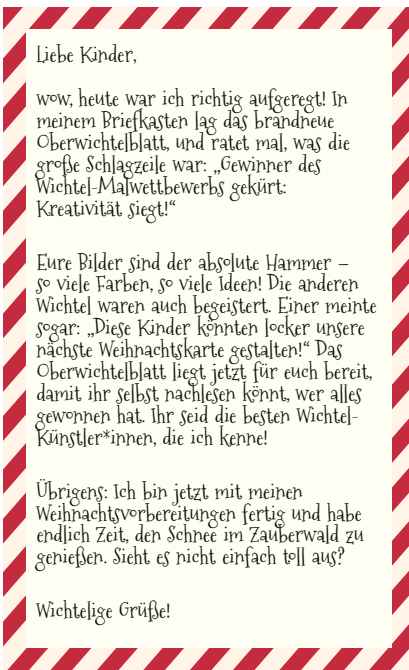 Liebe Kinder,
wow, heute war ich richtig aufgeregt! In
meinem Briefkasten lag das brandneue
Oberwichtelblatt, und ratet mal, was die
große Schlagzeile war: „Gewinner des
Wichtel-Malwettbewerbs gekürt:
Kreativität siegt!“
Eure Bilder sind der absolute Hammer –
so viele Farben, so viele Ideen! Die anderen
Wichtel waren auch begeistert. Einer meinte
sogar: „Diese Kinder könnten locker unsere
nächste Weihnachtskarte gestalten!“ Das
Oberwichtelblatt liegt jetzt für euch bereit,
damit ihr selbst nachlesen könnt, wer alles
gewonnen hat. Ihr seid die besten Wichtel-
Künstler*innen, die ich kenne!
Übrigens: Ich bin jetzt mit meinen
Weihnachtsvorbereitungen fertig und habe
endlich Zeit, den Schnee im Zauberwald zu
genießen. Sieht es nicht einfach toll aus?
Wichtelige Grüße!